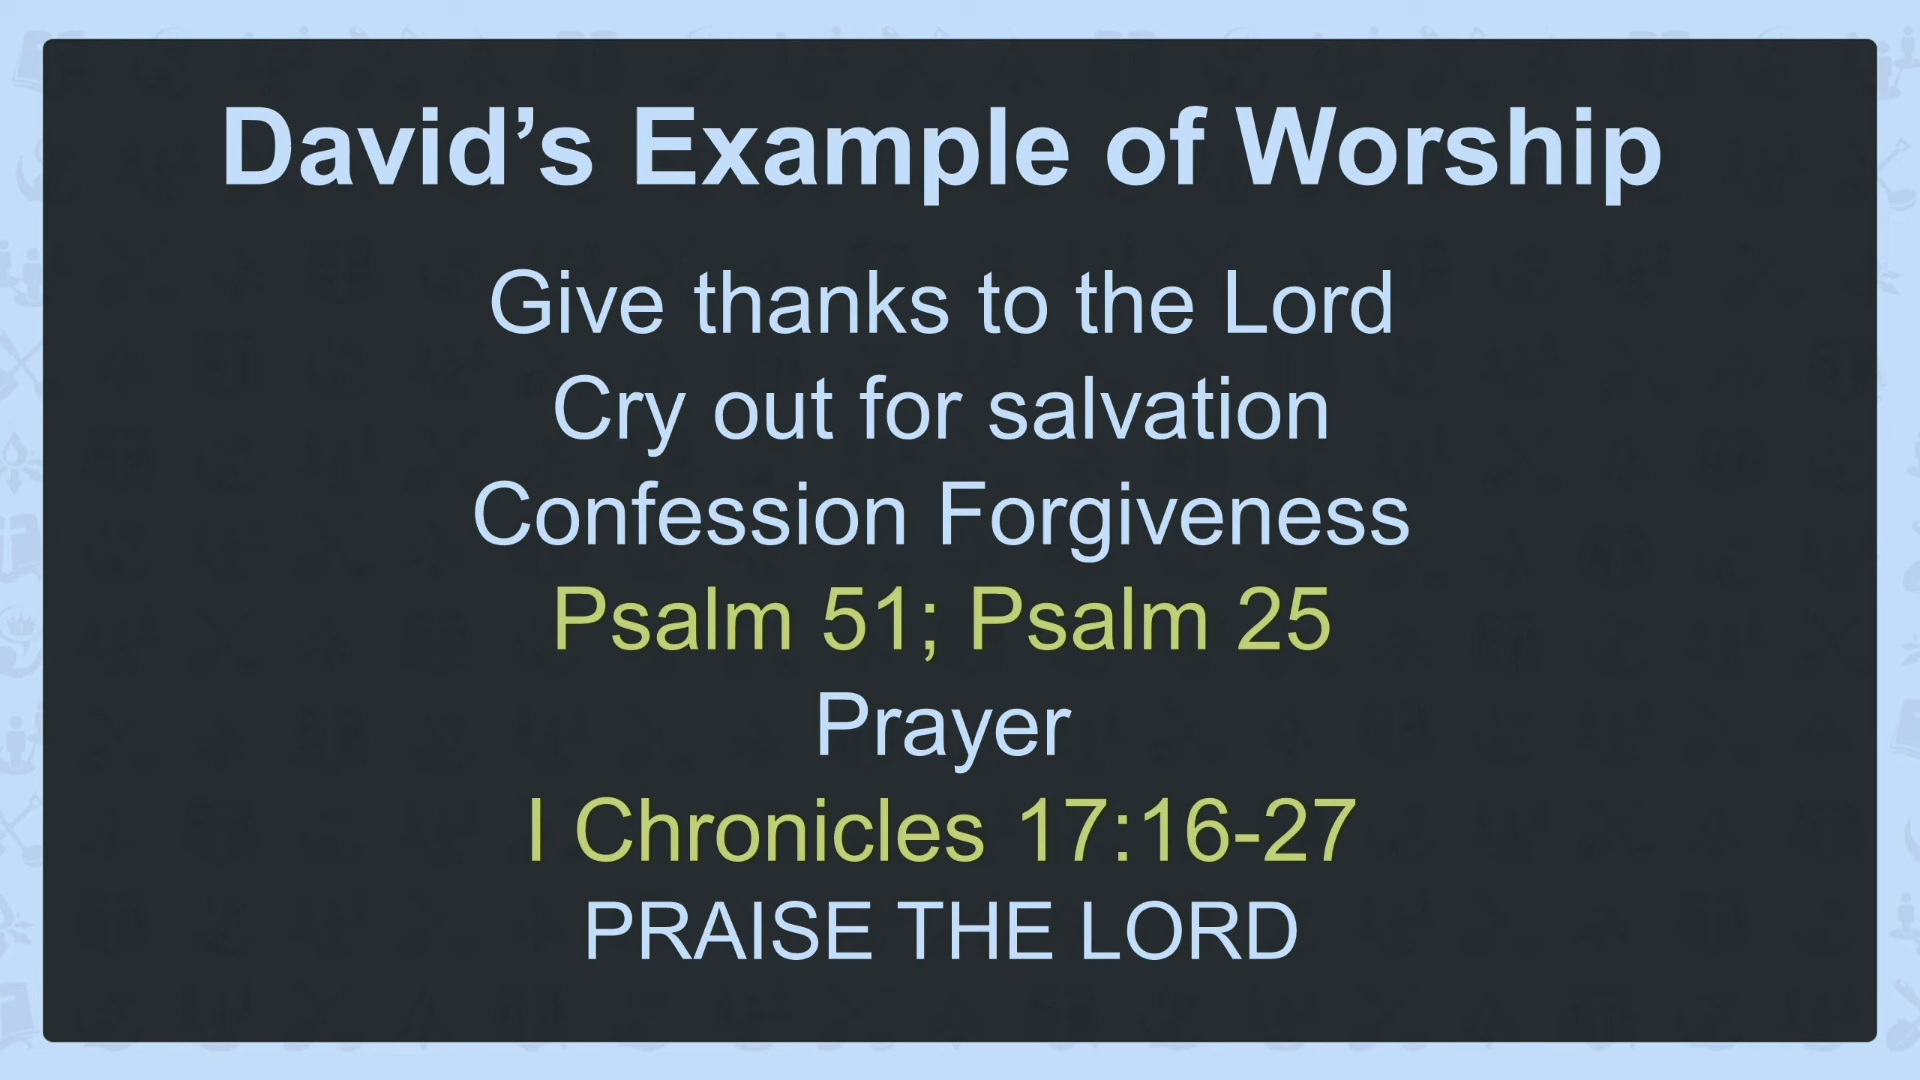 David’s Example of Worship
Give thanks to the Lord
Cry out for salvation
Confession Forgiveness
Psalm 51; Psalm 25
Prayer
I Chronicles 17:16-27
PRAISE THE LORD